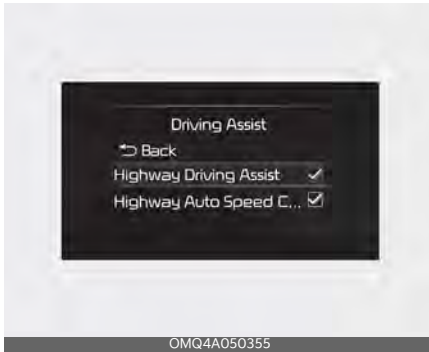 Driving Assist
Back
Highway Driving Assist
Highway Auto Speed C...
OMQ4A050355